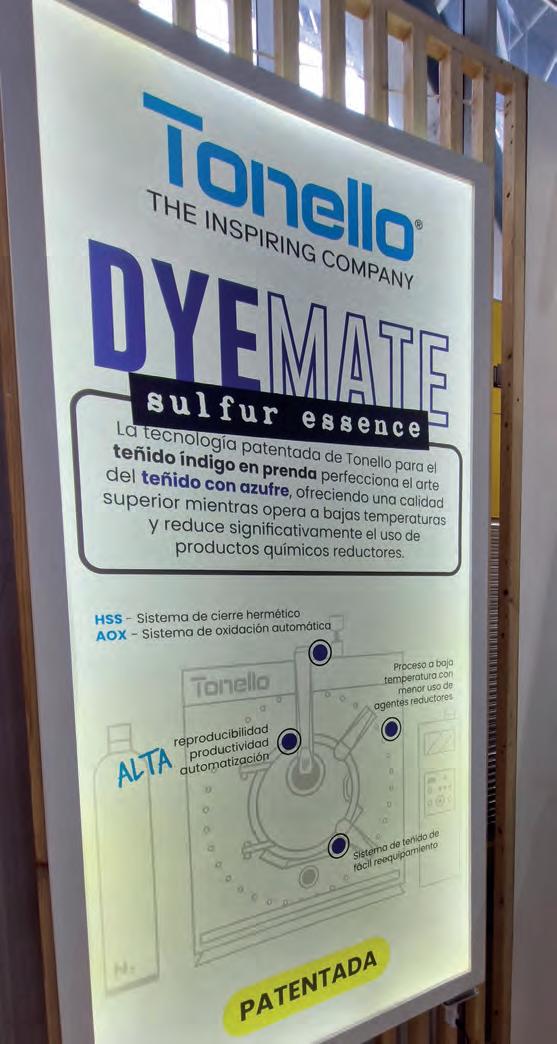 Tonello®
THE INSPIRING COMPANY
DYEMATE
sulfur essence
La tecnología patentada de Tonello para el
teñido índigo en prenda perfecciona el arte
del teñido con azufre, ofreciendo una calidad
superior mientras opera a bajas temperaturas
y reduce significativamente el uso de
productos químicos reductores.
HSS - Sistema de cierre hermético
AOX - Sistema de oxidación automática
Tonello
Proceso a baja
temperatura con
menor uso de
agentes reductores
ALTA
reproducibilidad
productividad
automatización
Sistema de teñido de
fácil reequipamiento
N₂
PATENTADA